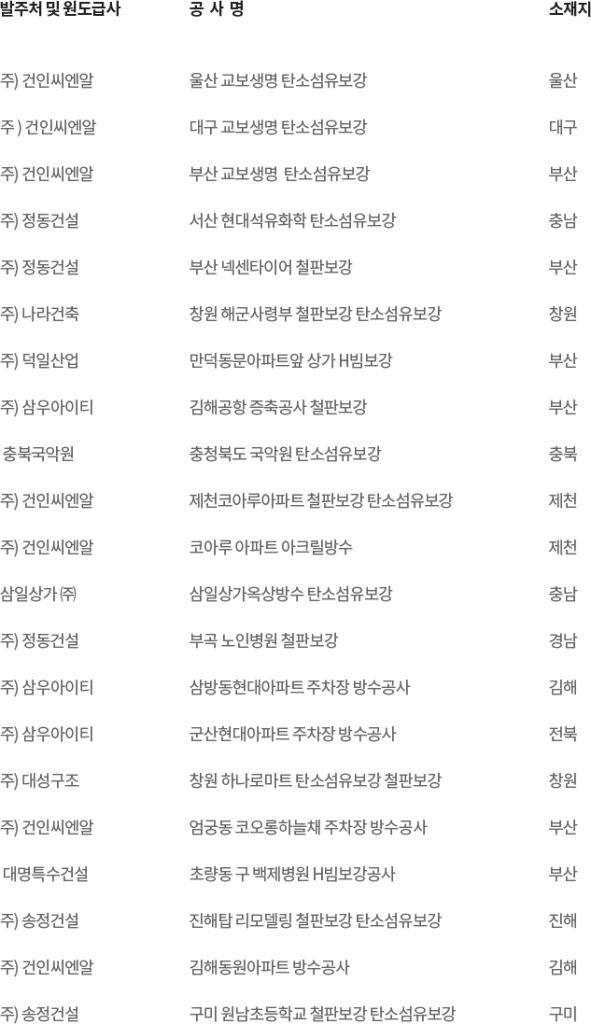 발주처 및 원도급사 공 사 명 소재지
주) 건인씨엔알 울산 교보생명 탄소섬유보강 울산
주 ) 건인씨엔알 대구 교보생명 탄소섬유보강 대구
주) 건인씨엔알 부산 교보생명 탄소섬유보강 부산
주) 정동건설 서산 현대석유화학 탄소섬유보강 충남
주) 정동건설 부산 넥센타이어 철판보강 부산
주) 나라건축 창원 해군사령부 철판보강 탄소섬유보강 창원
주) 덕일산업 만덕동문아파트앞 상가 H빔보강 부산
주) 삼우아이티 김해공항 증축공사 철판보강 부산
충북국악원 충청북도 국악원 탄소섬유보강 충북
주) 건인씨엔알 제천코아루아파트 철판보강 탄소섬유보강 제천
주) 건인씨엔알 코아루 아파트 아크릴방수 제천
삼일상가 ㈜ 삼일상가옥상방수 탄소섬유보강 충남
주) 정동건설 부곡 노인병원 철판보강 경남
주) 삼우아이티 삼방동현대아파트 주차장 방수공사 김해
주) 삼우아이티 군산현대아파트 주차장 방수공사 전북
주) 대성구조 창원 하나로마트 탄소섬유보강 철판보강 창원
주) 건인씨엔알 엄궁동 코오롱하늘채 주차장 방수공사 부산
대명특수건설 초량동 구 백제병원 H빔보강공사 부산
주) 송정건설 진해탑 리모델링 철판보강 탄소섬유보강 진해
주) 건인씨엔알 김해동원아파트 방수공사 김해
주) 송정건설 구미 원남초등학교 철판보강 탄소섬유보강 구미